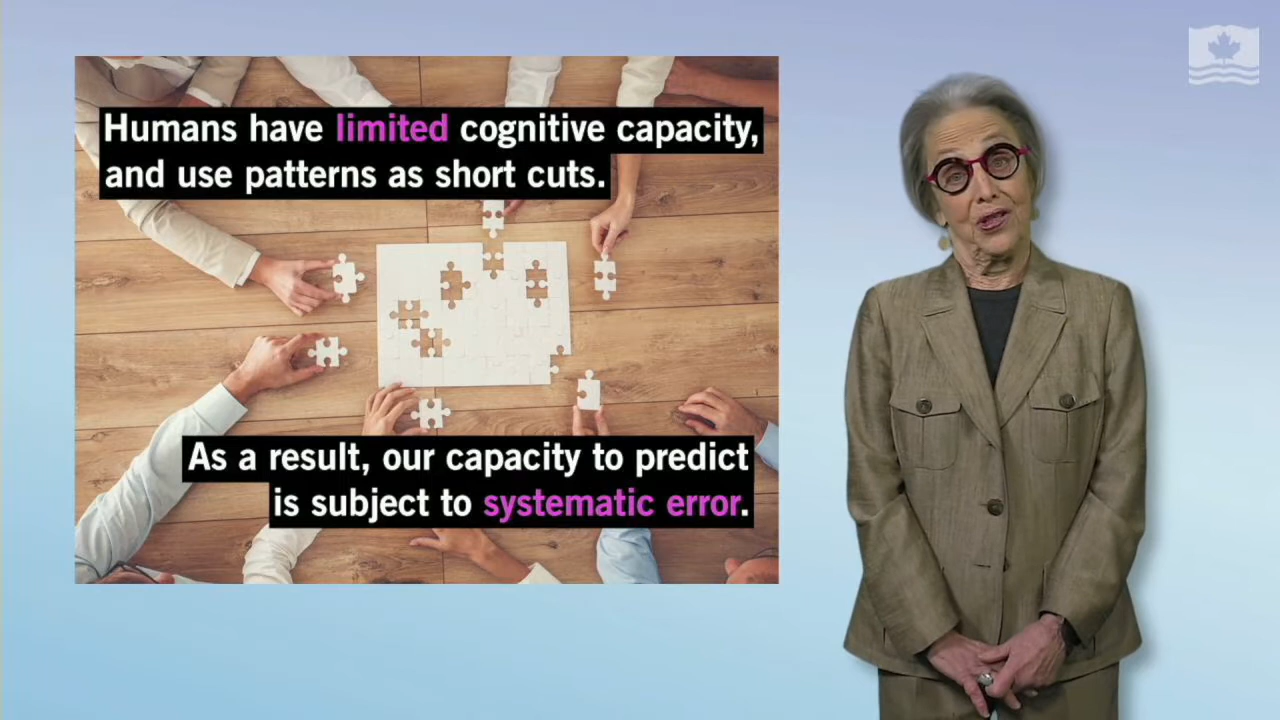 Humans have limited cognitive capacity,
and use patterns as short cuts.
As a result, our capacity to predict
is subject to systematic error.